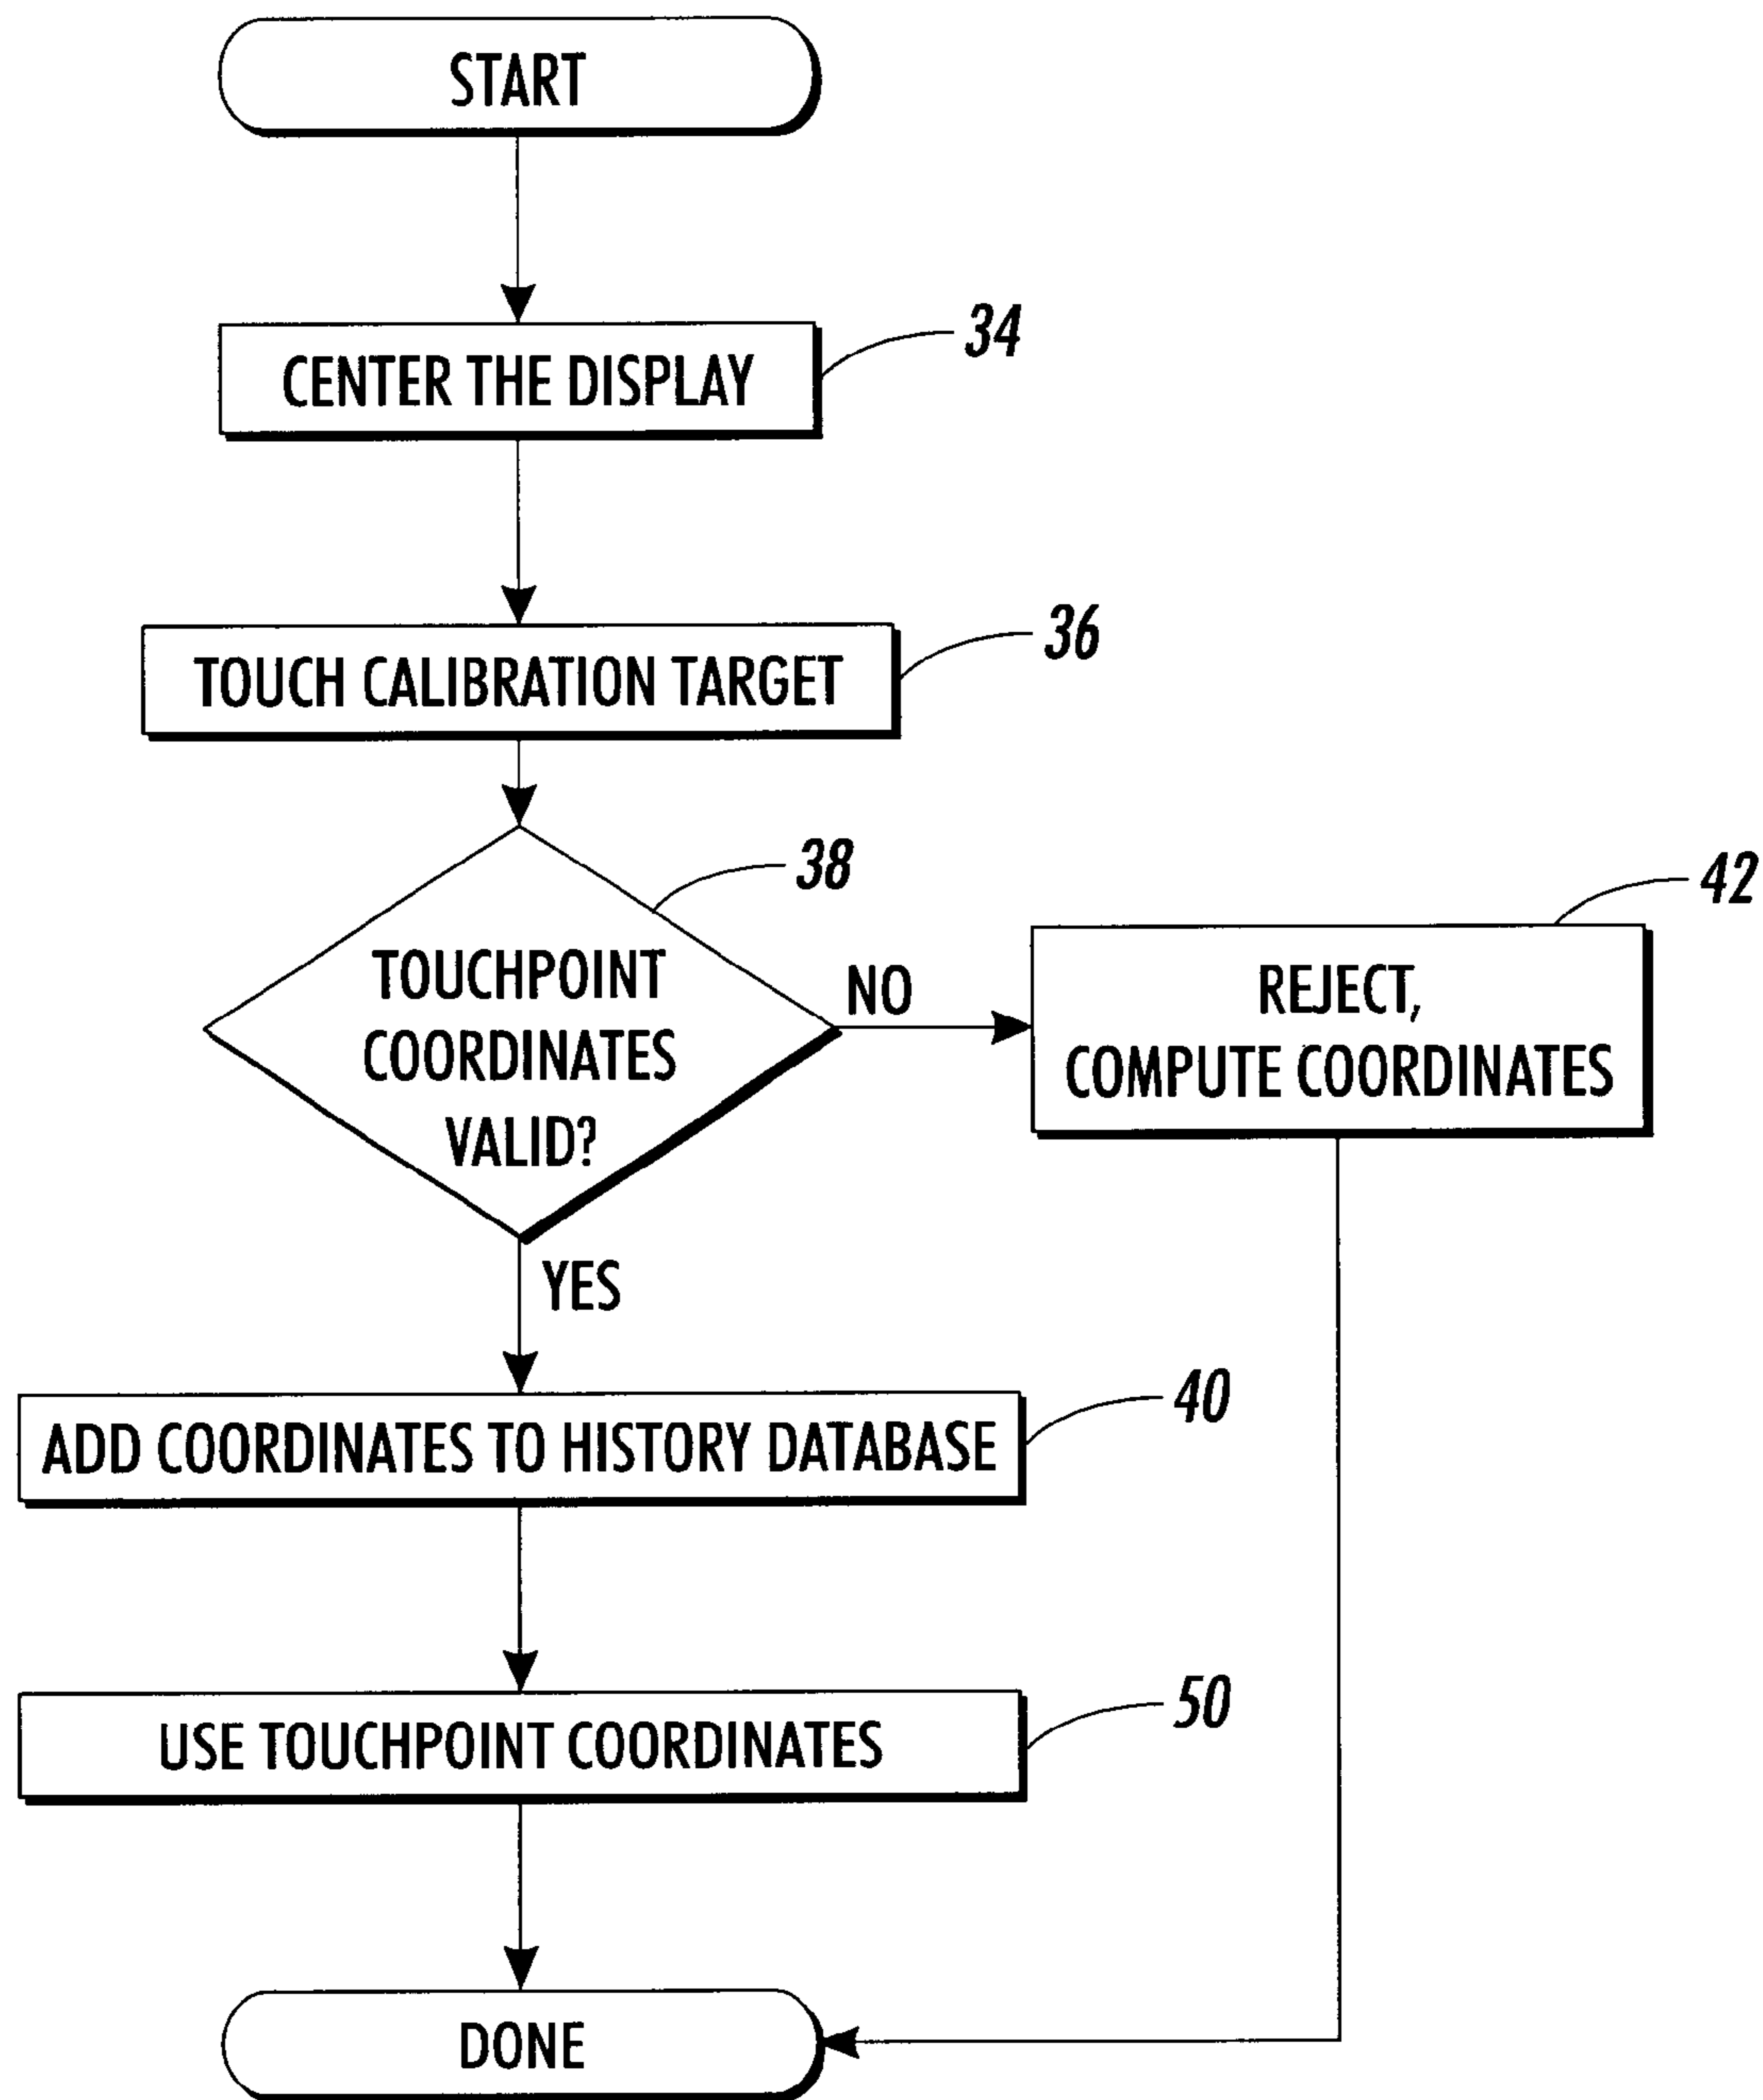 START
CENTER THE DISPLAY
34
TOUCH CALIBRATION TARGET
36
38
TOUCHPOINT
COORDINATES
VALID?
NO
42
REJECT,
COMPUTE COORDINATES
YES
ADD COORDINATES TO HISTORY DATABASE
40
USE TOUCHPOINT COORDINATES
50
DONE